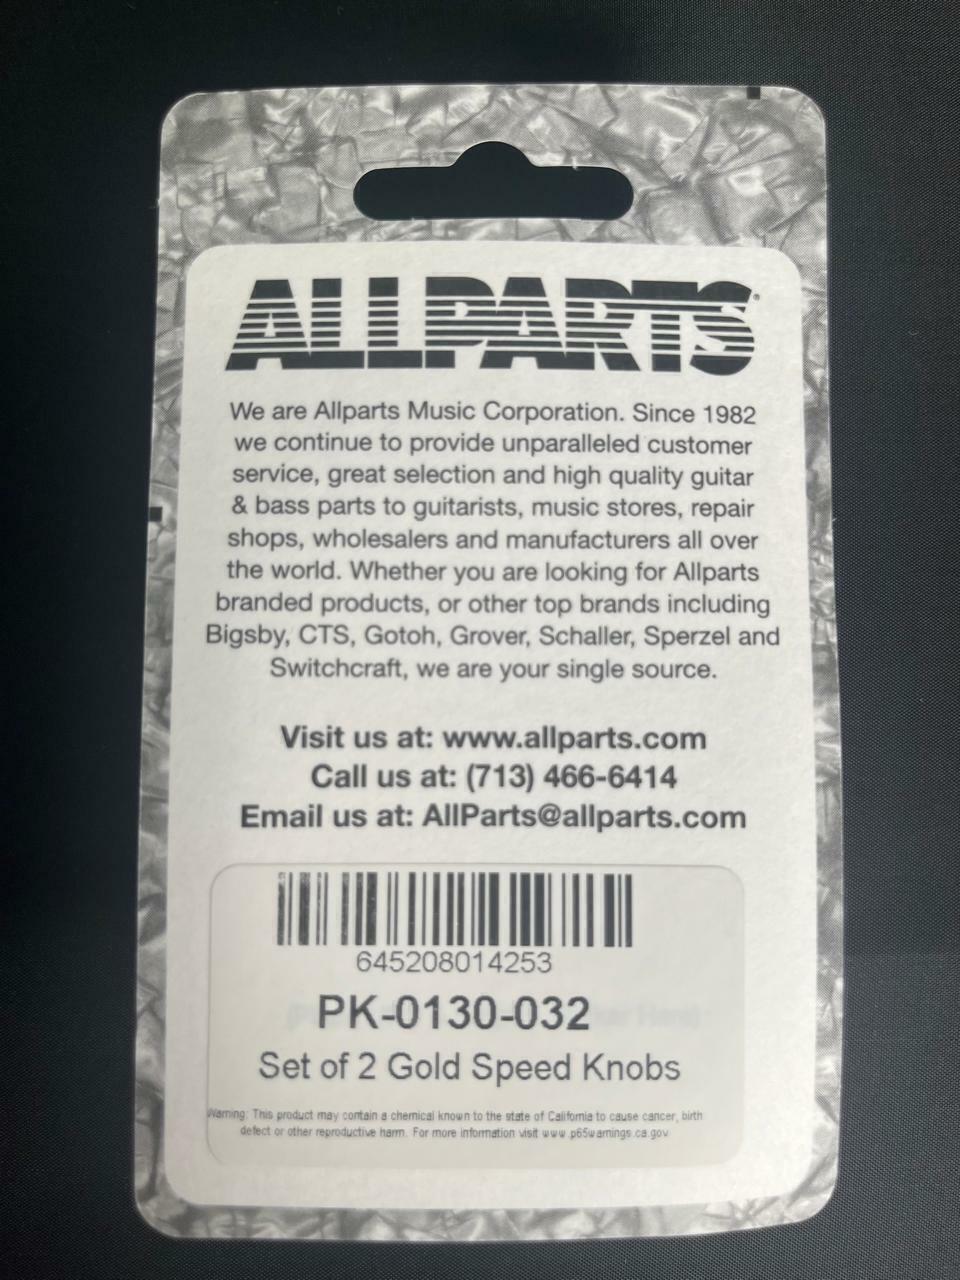 ALLPARTS®
We are Allparts Music Corporation. Since 1982
we continue to provide unparalleled customer
service, great selection and high quality guitar
& bass parts to guitarists, music stores, repair
shops, wholesalers and manufacturers all over
the world. Whether you are looking for Allparts
branded products, or other top brands including
Bigsby, CTS, Gotoh, Grover, Schaller, Sperzel and
Switchcraft, we are your single source.
Visit us at: www.allparts.com
Call us at: (713) 466-6414
Email us at: AllParts@allparts.com
645208014253
PK-0130-032
Set of 2 Gold Speed Knobs
Warning: This product may contain a chemical known to the state of California to cause cancer, birth
defect or other reproductive harm. For more information visit www.p65warnings.ca.gov